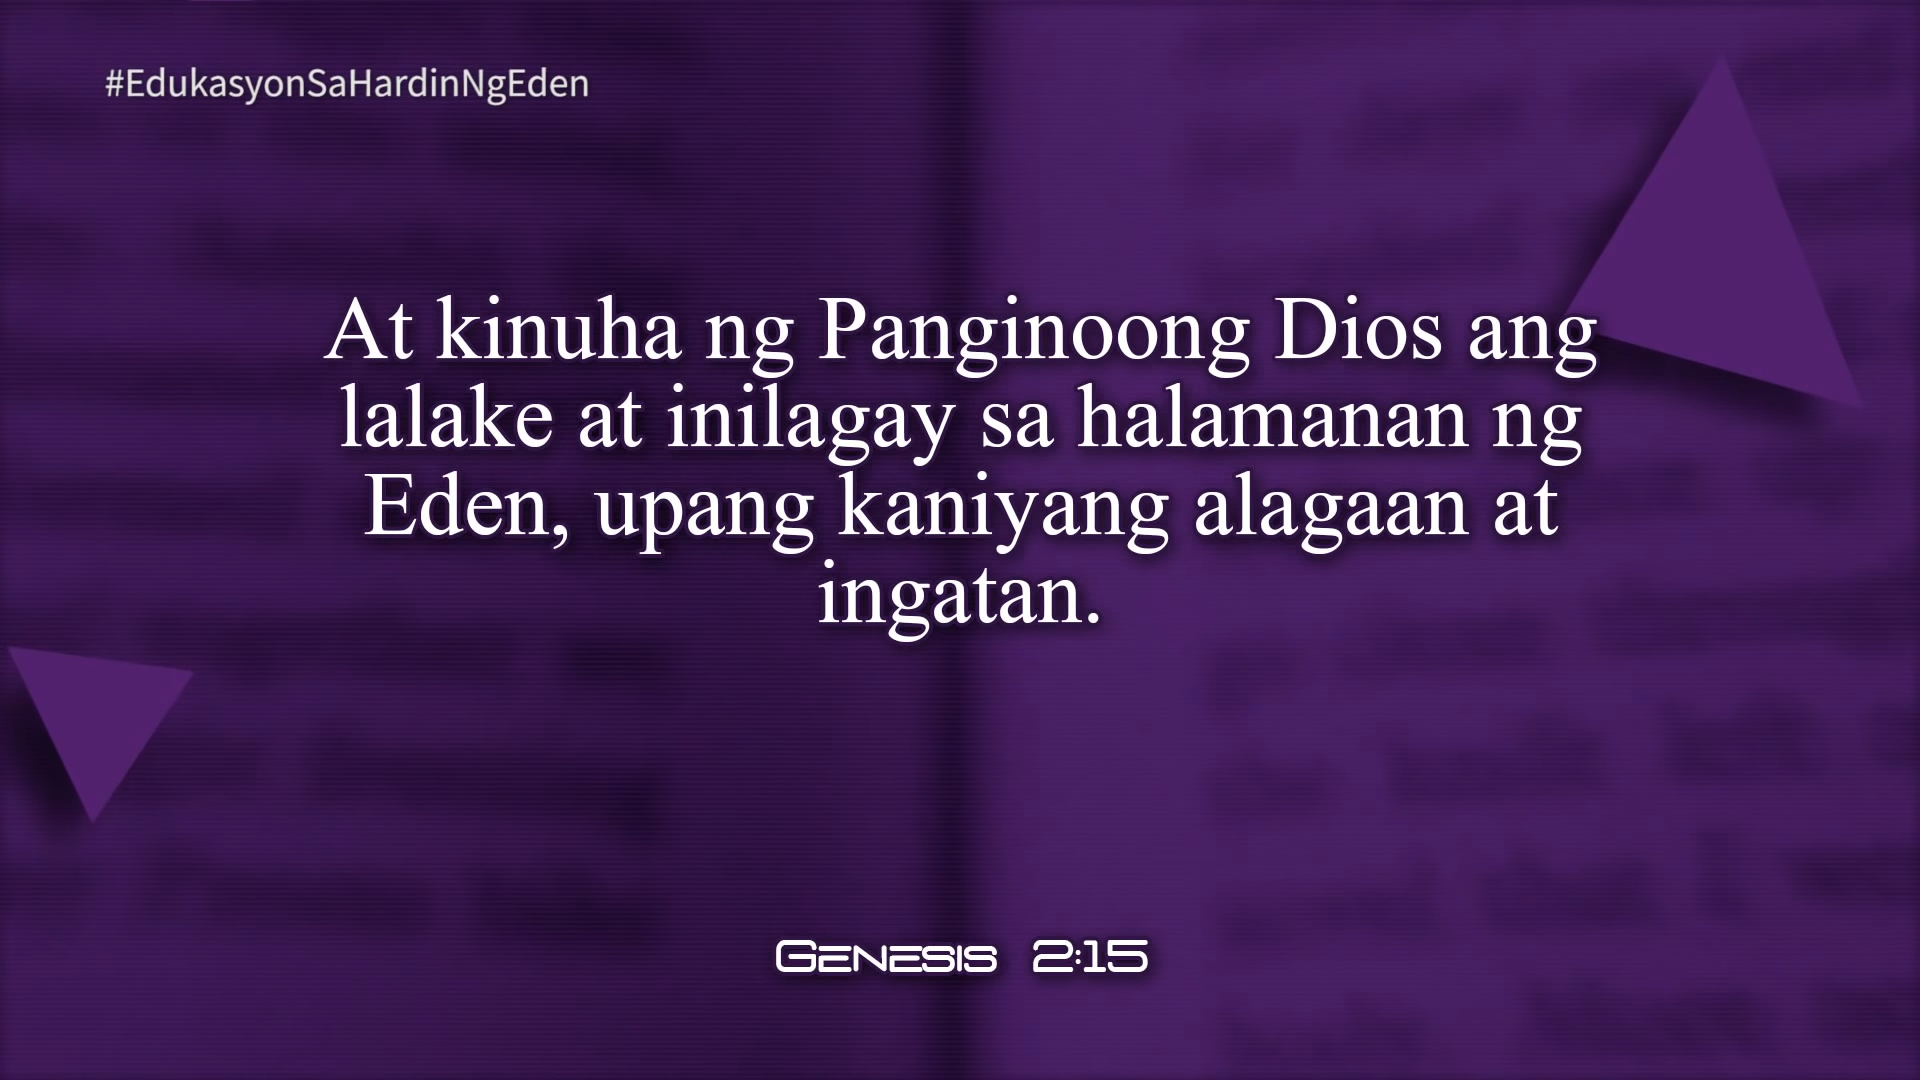 #EdukasyonSaHardinNgEden
At kinuha ng Panginoong Dios ang
lalake at inilagay sa halamanan ng
Eden, upang kaniyang alagaan at
ingatan.
Genesis 2:15